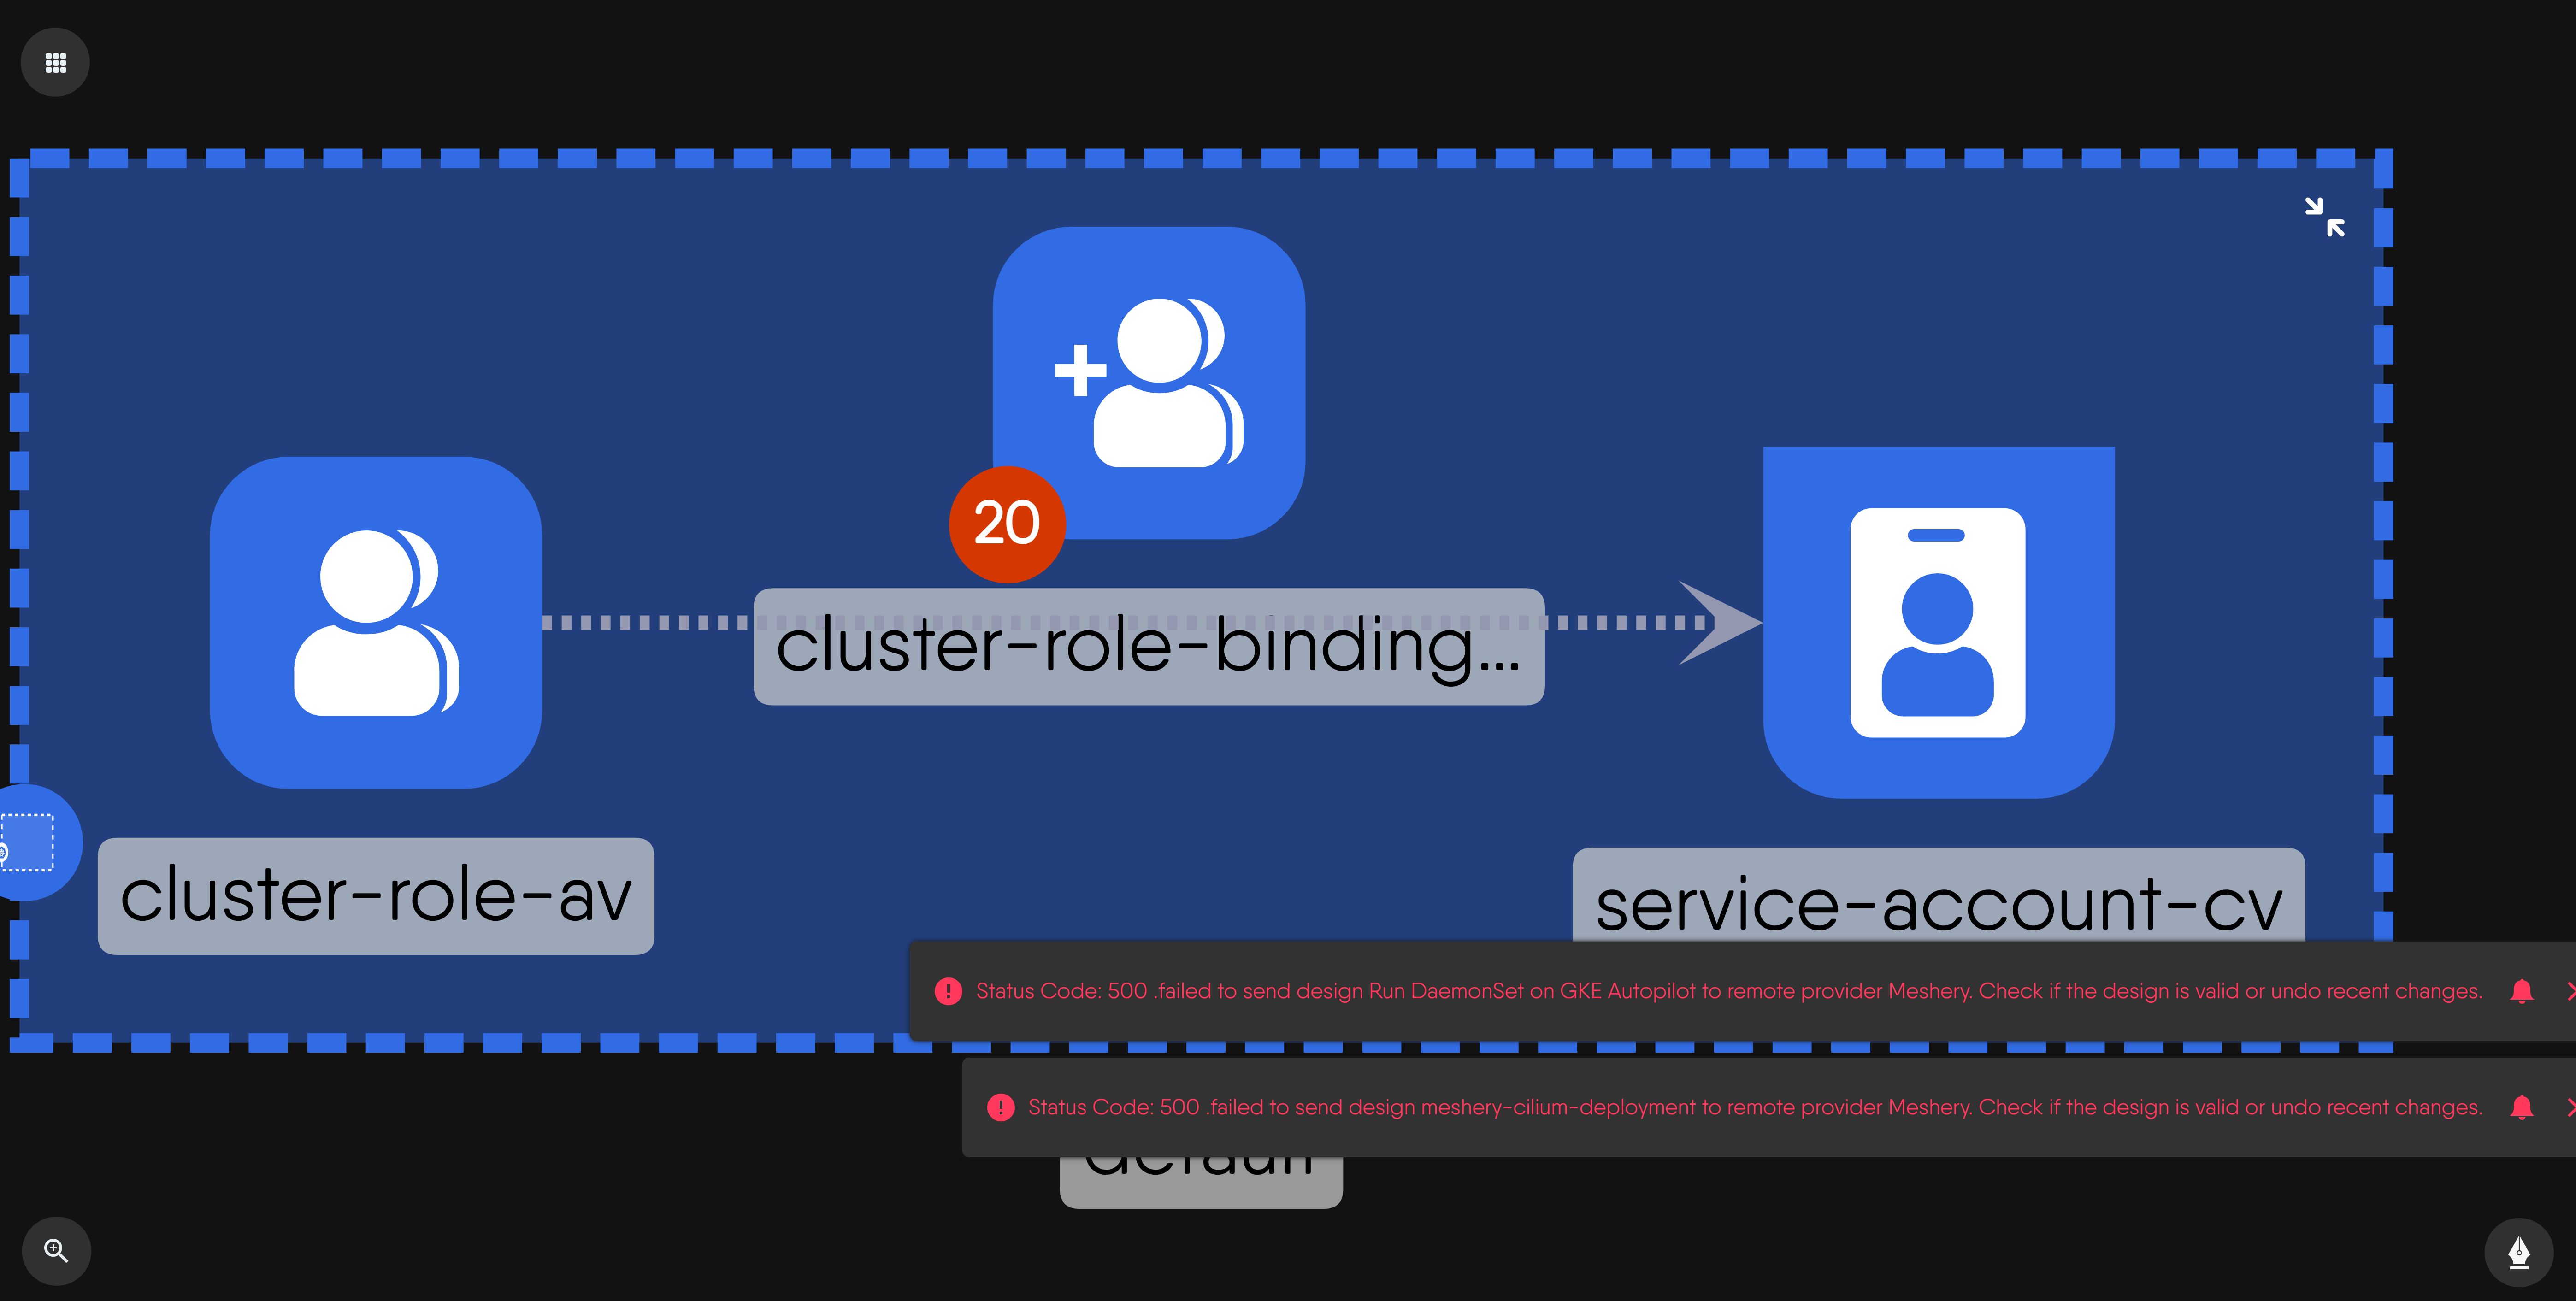 20
cluster-role-binding...
cluster-role-av
service-account-cv
Status Code: 500 .failed to send design Run DaemonSet on GKE Autopilot to remote provider Meshery. Check if the design is valid or undo recent changes.
Status Code: 500 .failed to send design meshery-cilium-deployment to remote provider Meshery. Check if the design is valid or undo recent changes.
default